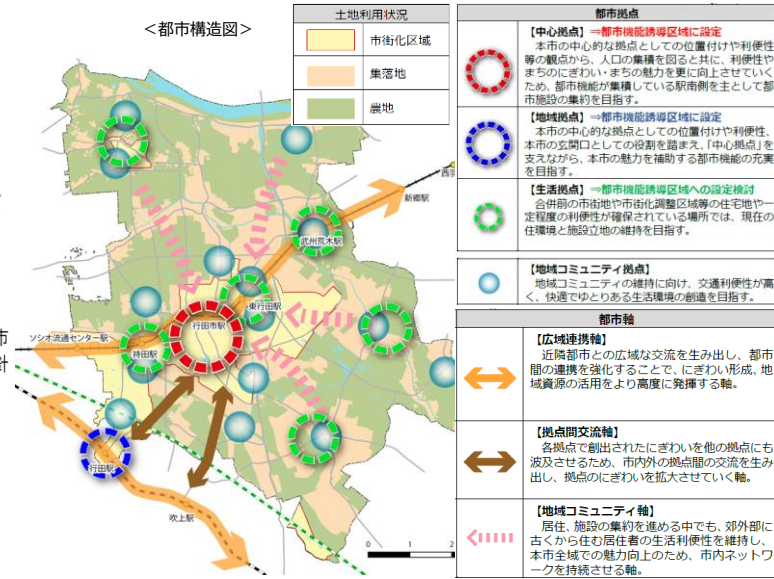 <都市構造図>
土地利用状況
市街化区域
集落地
農地
新郷駅
西羽
武州荒木駅
東行田駅
行田市駅
ソシオ流通センター駅
持田駅
行田駅
吹上駅
市
計
0 1 2
都市拠点
【中心拠点】⇒都市機能誘導区域に設定
本市の中心的な拠点としての位置付けや利便性
等の観点から、人口の集積を図ると共に、利便性や
まちのにぎわい・まちの魅力を更に向上させていく
ため、都市機能が集積している駅南側を主として都
市施設の集約を目指す。
【地域拠点】⇒都市機能誘導区域に設定
本市の中心的な拠点としての位置付けや利便性、
本市の玄関口としての役割を踏まえ、「中心拠点」を
支えながら、本市の魅力を補助する都市機能の充実
を目指す。
【生活拠点】⇒都市機能誘導区域への設定検討
合併前の市街地や市街化調整区域等の住宅地や一
定程度の利便性が確保されている場所では、現在の
住環境と施設立地の維持を目指す。
【地域コミュニティ拠点】
地域コミュニティの維持に向け、交通利便性が高
く、快適でゆとりある生活環境の創造を目指す。
都市軸
【広域連携軸】
近隣都市との広域な交流を生み出し、都市
間の連携を強化することで、にぎわい形成、地
域資源の活用をより高度に発揮する軸。
【拠点間交流軸】
各拠点で創出されたにぎわいを他の拠点にも
波及させるため、市内外の拠点間の交流を生み
出し、拠点のにぎわいを拡大させていく軸。
【地域コミュニティ軸】
居住、施設の集約を進める中でも、郊外部に
古くから住む居住者の生活利便性を維持し、
本市全域での魅力向上のため、市内ネットワ
ークを持続させる軸。